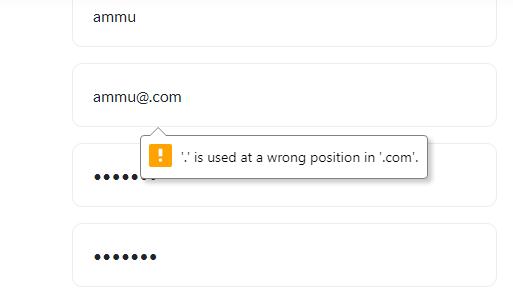 ammu
ammu@.com
'.' is used at a wrong position in '.com'.